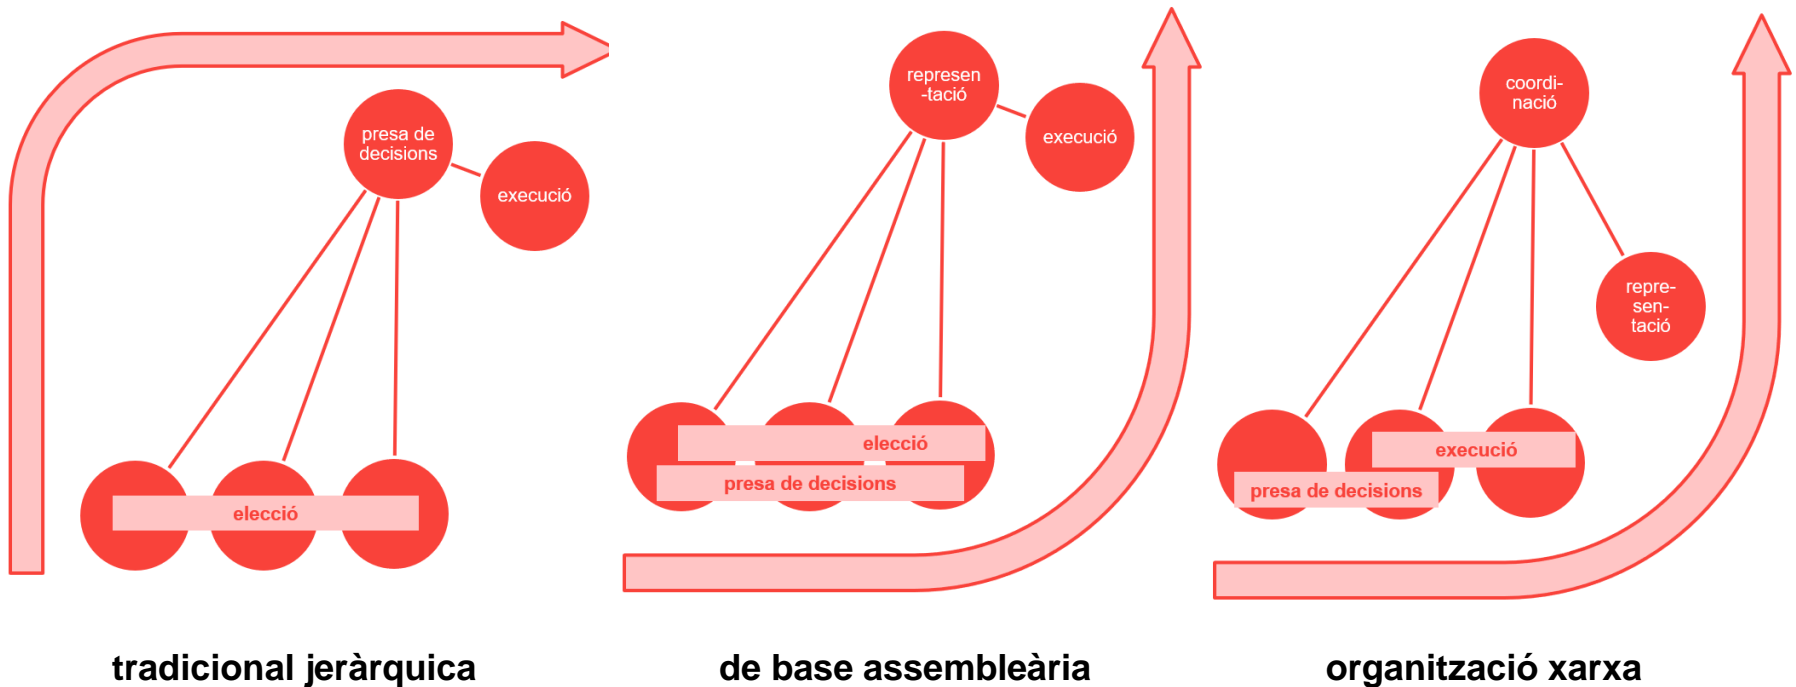 presa de
decisions
execució
elecció
tradicional jeràrquica
represen
-tació
execució
elecció
presa de decisions
de base assembleària
coordi-
nació
repre-
sen-
tació
execució
presa de decisions
organització xarxa